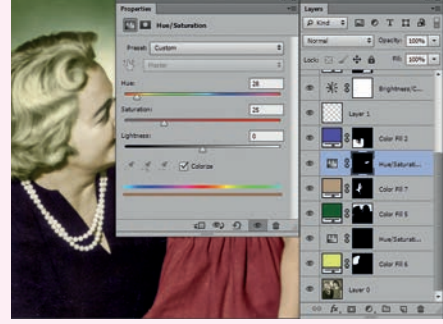 Properties
Hue/Saturation
Preset: Custom
Master
Hue: 26
Saturation: 25
Lightness: 0
Colorize
Layers
Kind
Normal
Opacity: 100%
Lock:
Fill: 100%
Brightness/C...
Layer 1
Color Fill 2
Hue/Saturati...
Color Fill 7
Color Fill 5
Hue/Saturati...
Color Fill 6
Layer 0
fx